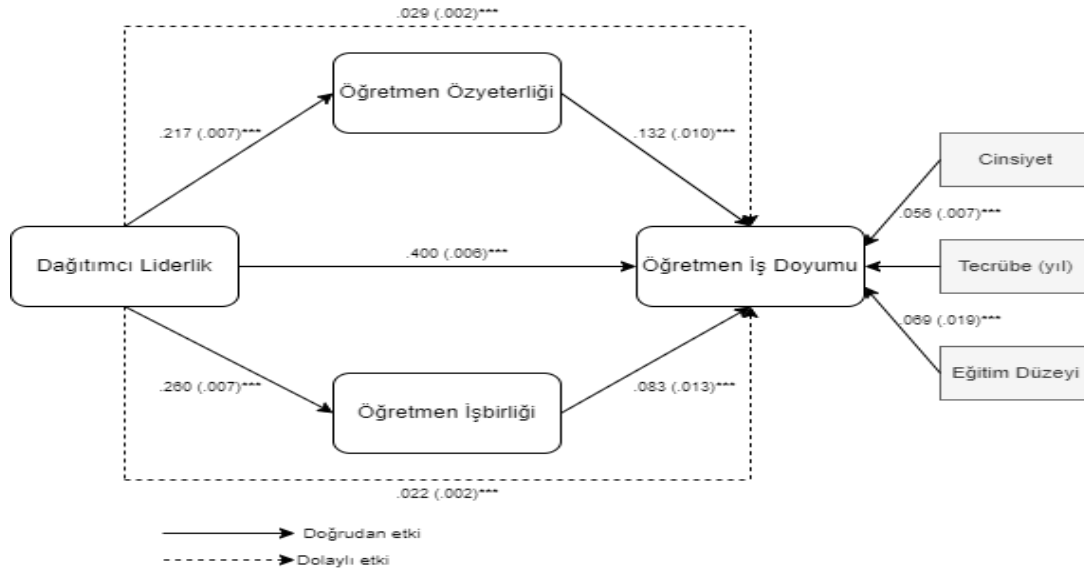 .029 (.002)***
Öğretmen Özyeterliği
.217 (.007)***
.132 (.010)***
Cinsiyet
.056 (.007)***
Dağıtımcı Liderlik
.400 (.006)***
Öğretmen İş Doyumu
Tecrübe (yıl)
.069 (.019)***
Eğitim Düzeyi
.260 (.007)***
Öğretmen İşbirliği
.083 (.013)***
.022 (.002)***
Doğrudan etki
Dolaylı etki